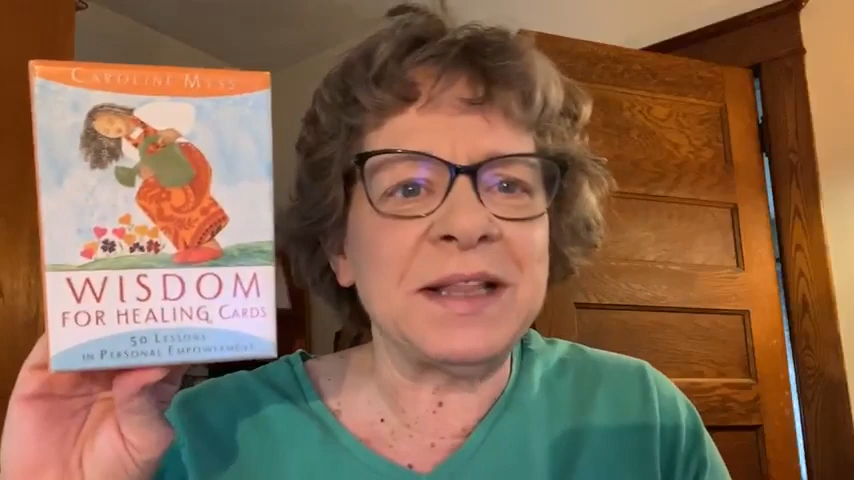 CAROLINE MYSS
WISDOM
FOR HEALING CARDS
50 LESSONS
IN PERSONAL EMPOWERMENT